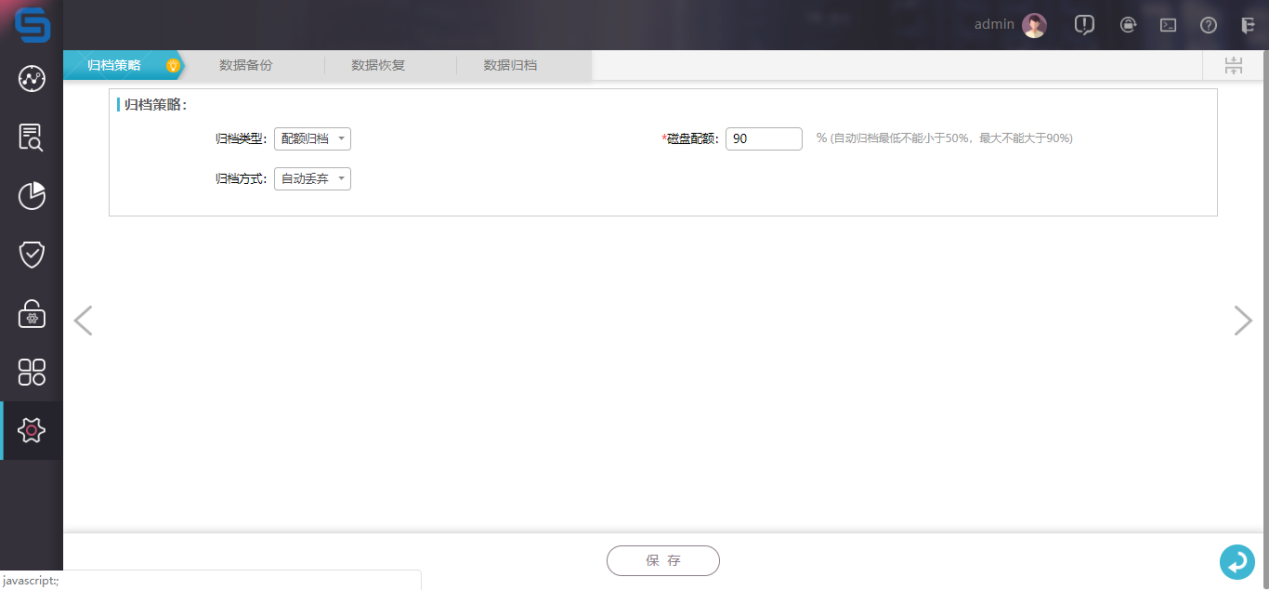 admin
归档策略 数据备份 数据恢复 数据归档
归档策略：
归档类型： 配额归档 *磁盘配额： 90 % (自动归档最低不能小于50%，最大不能大于90%)
归档方式： 自动丢弃
保 存
javascript:;